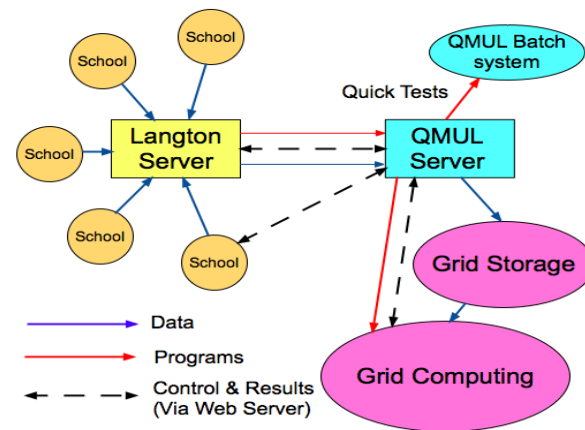 School
School
School
School
School
Langton
Server
QMUL
Server
QMUL Batch
system
Quick Tests
Grid Storage
Grid Computing
Data
Programs
Control & Results
(Via Web Server)